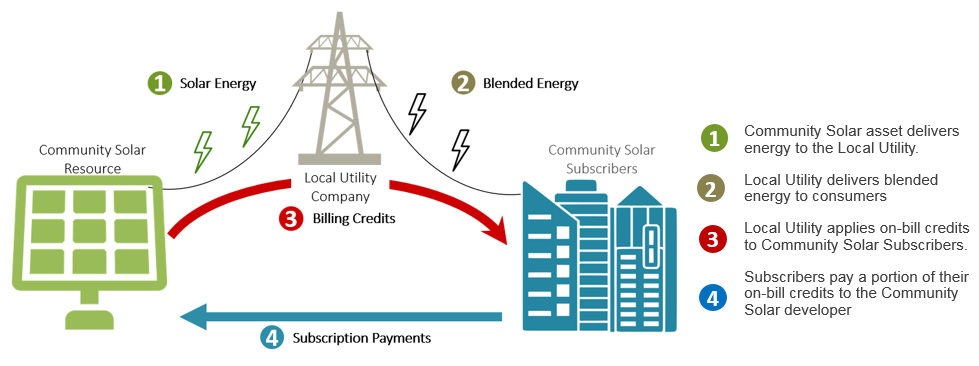 1 Solar Energy
2 Blended Energy
Community Solar
Resource
Local Utility
Company
Community Solar
Subscribers
3 Billing Credits
4 Subscription Payments
1 Community Solar asset delivers
energy to the Local Utility.
2 Local Utility delivers blended
energy to consumers
3 Local Utility applies on-bill credits
to Community Solar Subscribers.
4 Subscribers pay a portion of their
on-bill credits to the Community
Solar developer